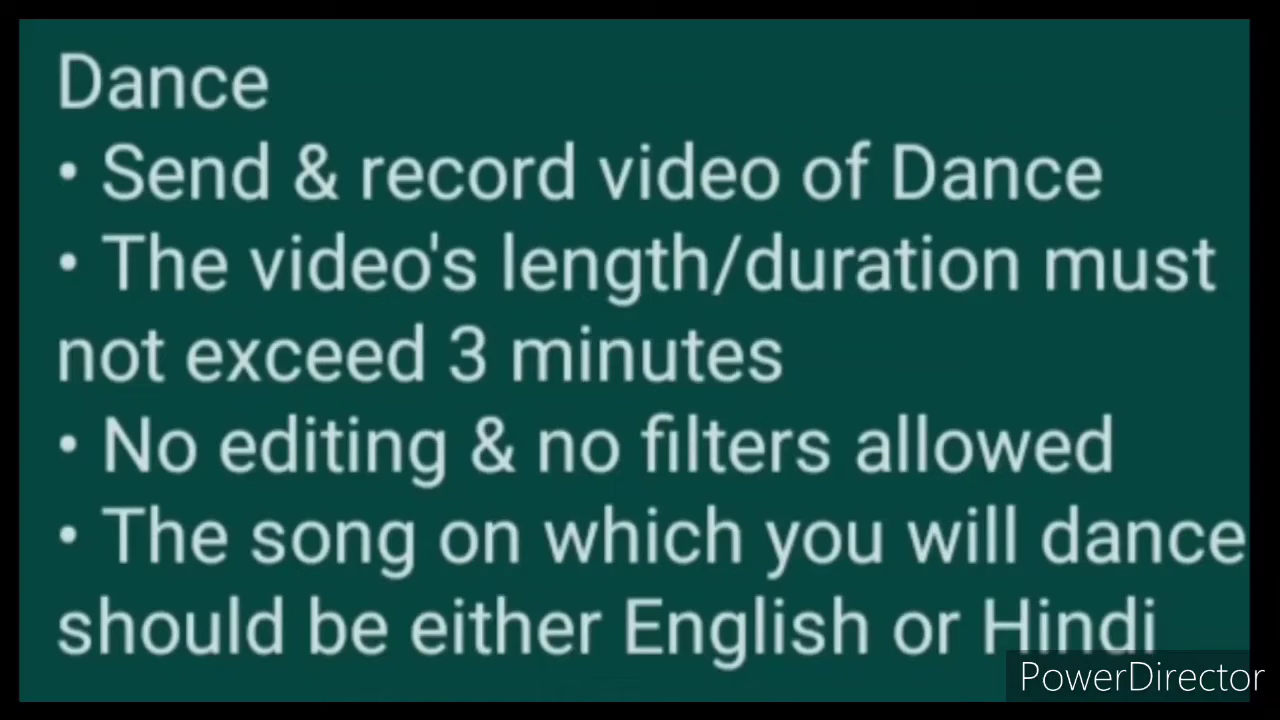 Dance
• Send & record video of Dance
• The video's length/duration must
not exceed 3 minutes
• No editing & no filters allowed
• The song on which you will dance
should be either English or Hindi
PowerDirector